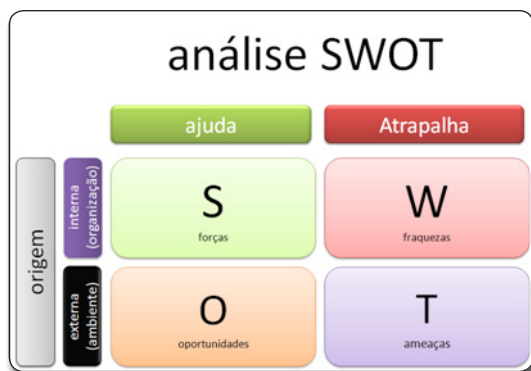 análise SWOT
ajuda
Atrapalha
origem
interna
(organização)
S
forças
W
fraquezas
externa
(ambiente)
O
oportunidades
T
ameaças